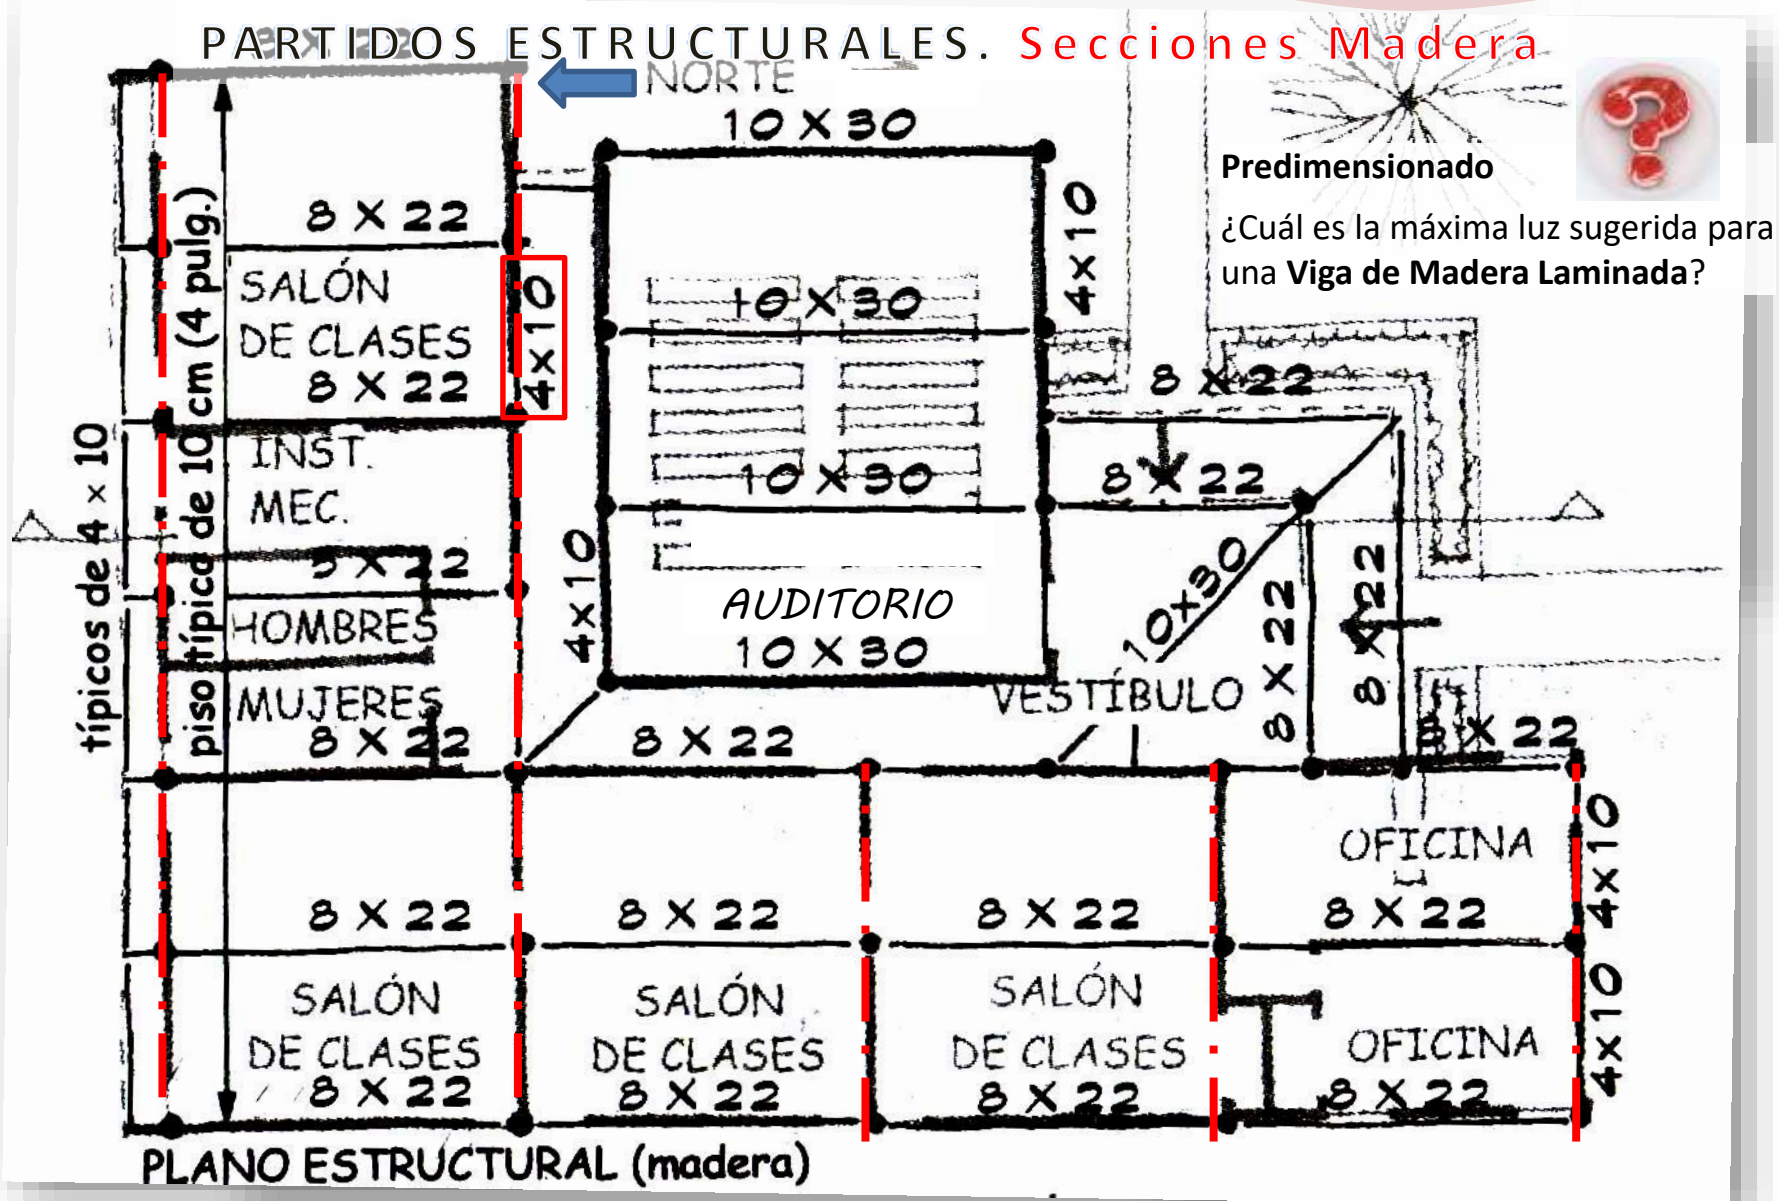 PARTIDOS ESTRUCTURALES. Secciones Madera
NORTE
10 X 30
Predimensionado
¿Cuál es la máxima luz sugerida para
una Viga de Madera Laminada?
8 X 22
4x10
SALÓN
DE CLASES
8 X 22
4x10
10 X 30
8 X 22
INST.
MEC.
10 X 30
8 X 22
típicos de 4 x 10
piso típica de 10 cm (4 pulg.)
X 22
HOMBRES
4x10
AUDITORIO
10 X 30
10x30
8 X 22
8 X 22
MUJERES
8 X 22
8 X 22
VESTÍBULO
8 X 22
OFICINA
4x10
8 X 22
8 X 22
8 X 22
8 X 22
SALÓN
DE CLASES
8 X 22
SALÓN
DE CLASES
8 X 22
SALÓN
DE CLASES
8 X 22
OFICINA
8 X 22
4x10
PLANO ESTRUCTURAL (madera)